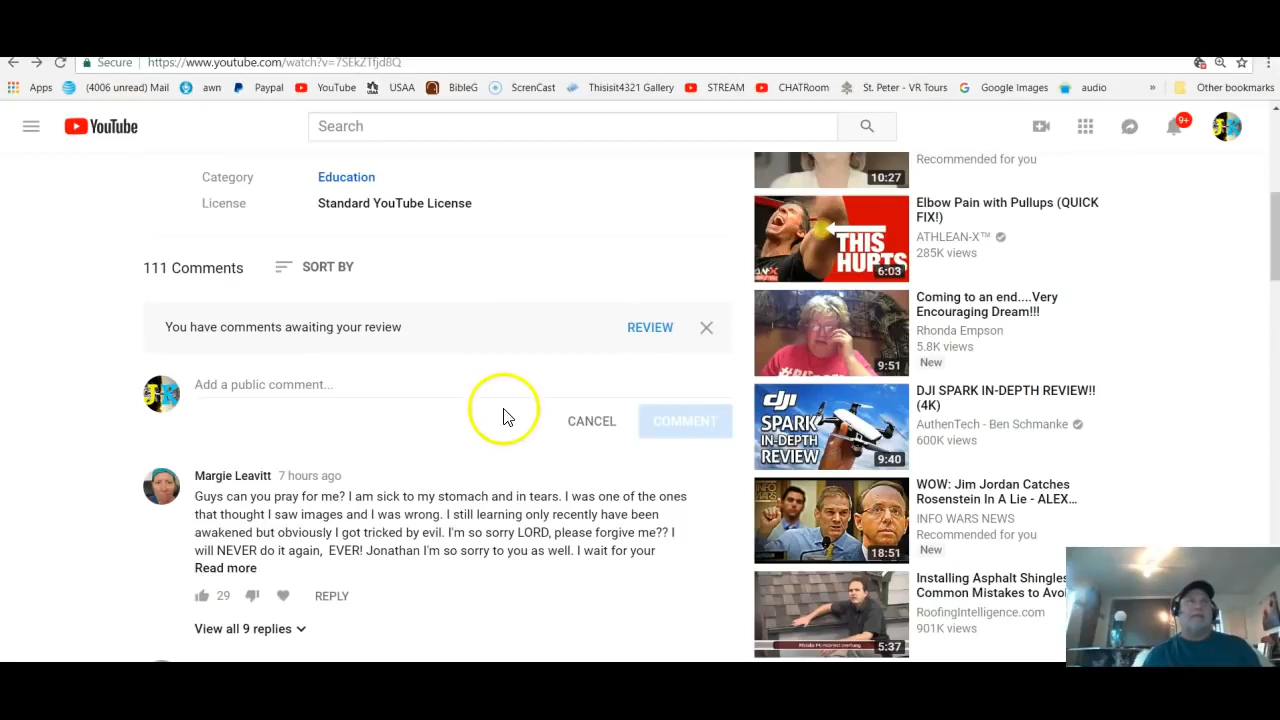 Secure https://www.youtube.com/watch?v=7SEkZTfjd8Q
Apps (4006 unread) Mail awn Paypal YouTube USAA BibleG ScrenCast Thisisit4321 Gallery STREAM CHATRoom St. Peter - VR Tours Google Images audio » Other bookmarks
YouTube
Search
9+
Category Education
License Standard YouTube License
111 Comments SORT BY
You have comments awaiting your review REVIEW
Add a public comment...
CANCEL COMMENT
Margie Leavitt 7 hours ago
Guys can you pray for me? I am sick to my stomach and in tears. I was one of the ones
that thought I saw images and I was wrong. I still learning only recently have been
awakened but obviously I got tricked by evil. I'm so sorry LORD, please forgive me?? I
will NEVER do it again, EVER! Jonathan I'm so sorry to you as well. I wait for your
Read more
29 REPLY
View all 9 replies
10:27
Recommended for you
THIS
HURTS
6:03
Elbow Pain with Pullups (QUICK
FIX!)
ATHLEAN-X™
285K views
9:51
Coming to an end....Very
Encouraging Dream!!!
Rhonda Empson
5.8K views
New
dji
SPARK
IN-DEPTH
REVIEW
9:40
DJI SPARK IN-DEPTH REVIEW!!
(4K)
AuthenTech - Ben Schmanke
600K views
18:51
WOW: Jim Jordan Catches
Rosenstein In A Lie - ALEX...
INFO WARS NEWS
Recommended for you
New
5:37
Installing Asphalt Shingles
Common Mistakes to Avo
RoofingIntelligence.com
901K views